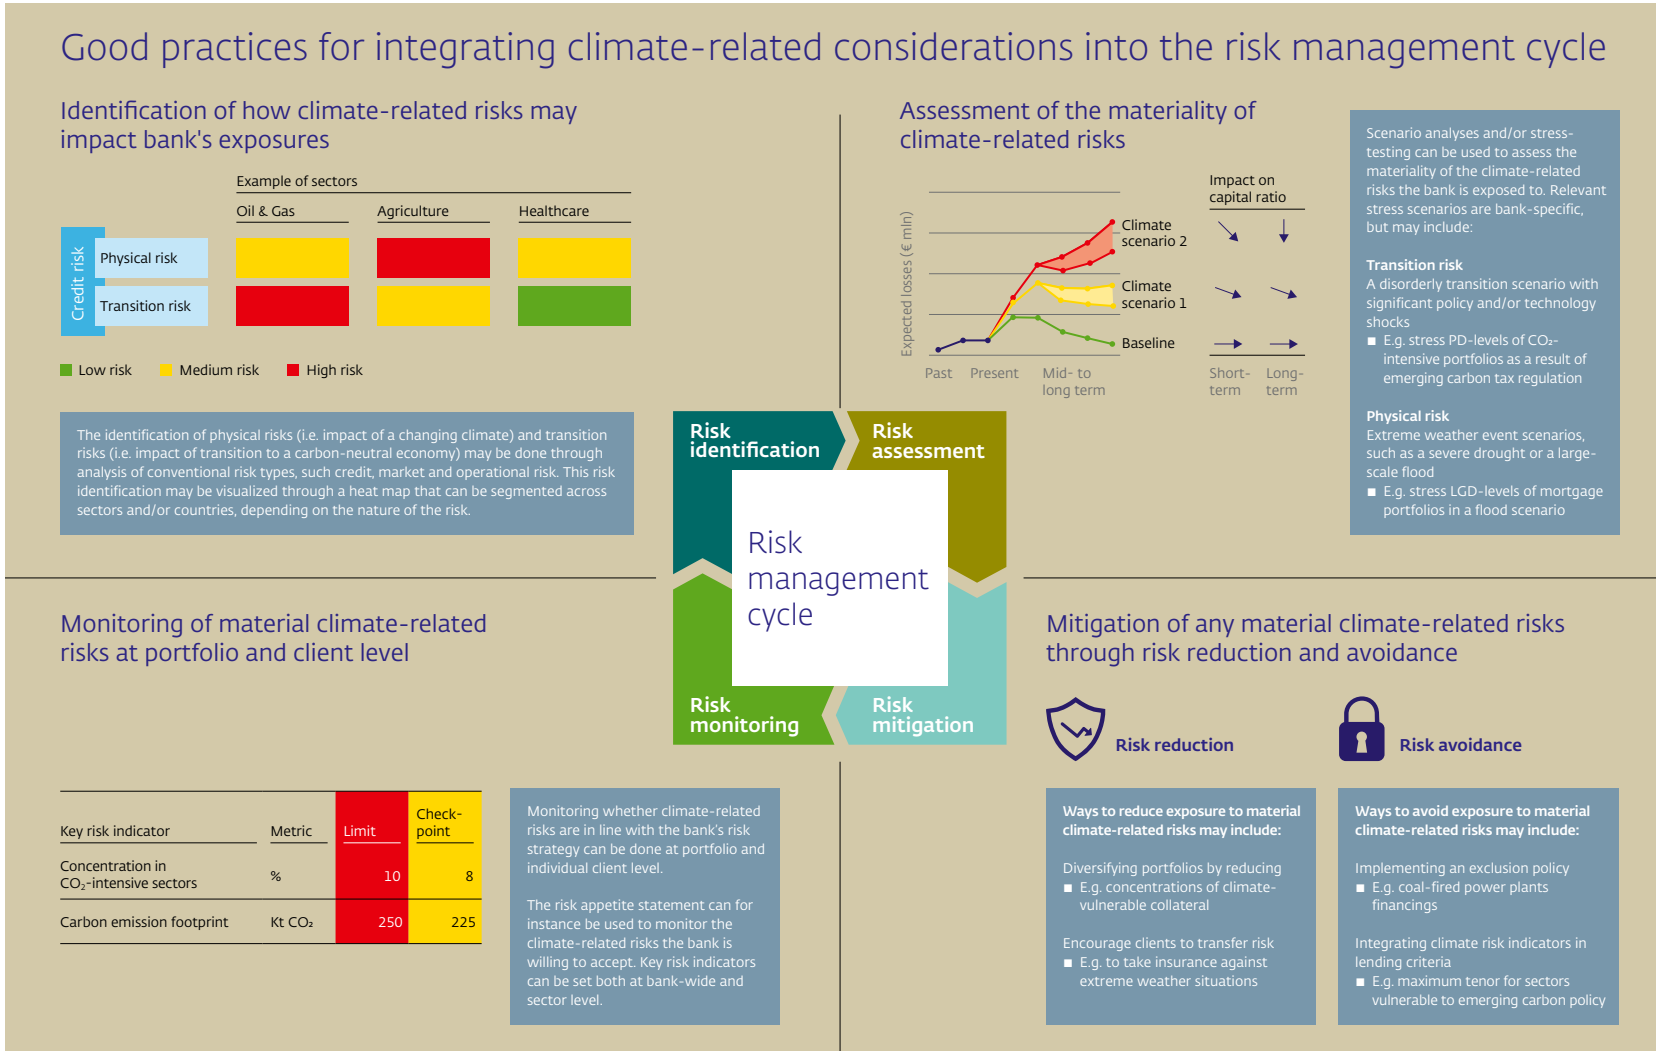 Good practices for integrating climate-related considerations into the risk management cycle
Identification of how climate-related risks may
impact bank's exposures
Example of sectors
Oil & Gas
Agriculture
Healthcare
Credit risk
Physical risk
Transition risk
Low risk
Medium risk
High risk
The identification of physical risks (i.e. impact of a changing climate) and transition
risks (i.e. impact of transition to a carbon-neutral economy) may be done through
analysis of conventional risk types, such credit, market and operational risk. This risk
identification may be visualized through a heat map that can be segmented across
sectors and/or countries, depending on the nature of the risk.
Assessment of the materiality of
climate-related risks
Expected losses (€ mln)
Climate
scenario 2
Climate
scenario 1
Baseline
Past
Present
Mid- to
long term
Impact on
capital ratio
Short-
term
Long-
term
Scenario analyses and/or stress-
testing can be used to assess the
materiality of the climate-related
risks the bank is exposed to. Relevant
stress scenarios are bank-specific,
but may include:
Transition risk
A disorderly transition scenario with
significant policy and/or technology
shocks
■ E.g. stress PD-levels of CO₂-
intensive portfolios as a result of
emerging carbon tax regulation
Physical risk
Extreme weather event scenarios,
such as a severe drought or a large-
scale flood
■ E.g. stress LGD-levels of mortgage
portfolios in a flood scenario
Risk
identification
Risk
assessment
Risk
management
cycle
Risk
monitoring
Risk
mitigation
Monitoring of material climate-related
risks at portfolio and client level
Key risk indicator
Metric
Limit
Check-
point
Concentration in
CO₂-intensive sectors
%
10
8
Carbon emission footprint
Kt CO₂
250
225
Monitoring whether climate-related
risks are in line with the bank's risk
strategy can be done at portfolio and
individual client level.
The risk appetite statement can for
instance be used to monitor the
climate-related risks the bank is
willing to accept. Key risk indicators
can be set both at bank-wide and
sector level.
Mitigation of any material climate-related risks
through risk reduction and avoidance
Risk reduction
Risk avoidance
Ways to reduce exposure to material
climate-related risks may include:
Diversifying portfolios by reducing
■ E.g. concentrations of climate-
vulnerable collateral
Encourage clients to transfer risk
■ E.g. to take insurance against
extreme weather situations
Ways to avoid exposure to material
climate-related risks may include:
Implementing an exclusion policy
■ E.g. coal-fired power plants
financings
Integrating climate risk indicators in
lending criteria
■ E.g. maximum tenor for sectors
vulnerable to emerging carbon policy